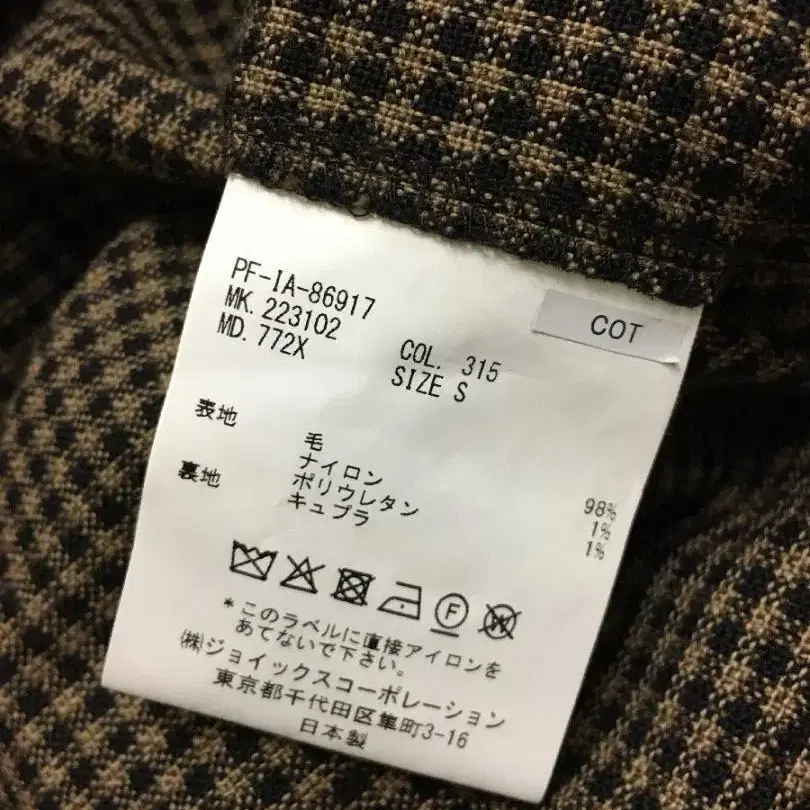 PF-IA-86917
MK. 223102
MD. 772X
COL. 315
SIZE S
COT
表地 毛 98%
ナイロン 1%
ポリウレタン 1%
裏地 キュプラ
F
W
*このラベルに直接アイロンを
あてないで下さい。
㈱ジョイックスコーポレーション
東京都千代田区隼町3-16
日本製